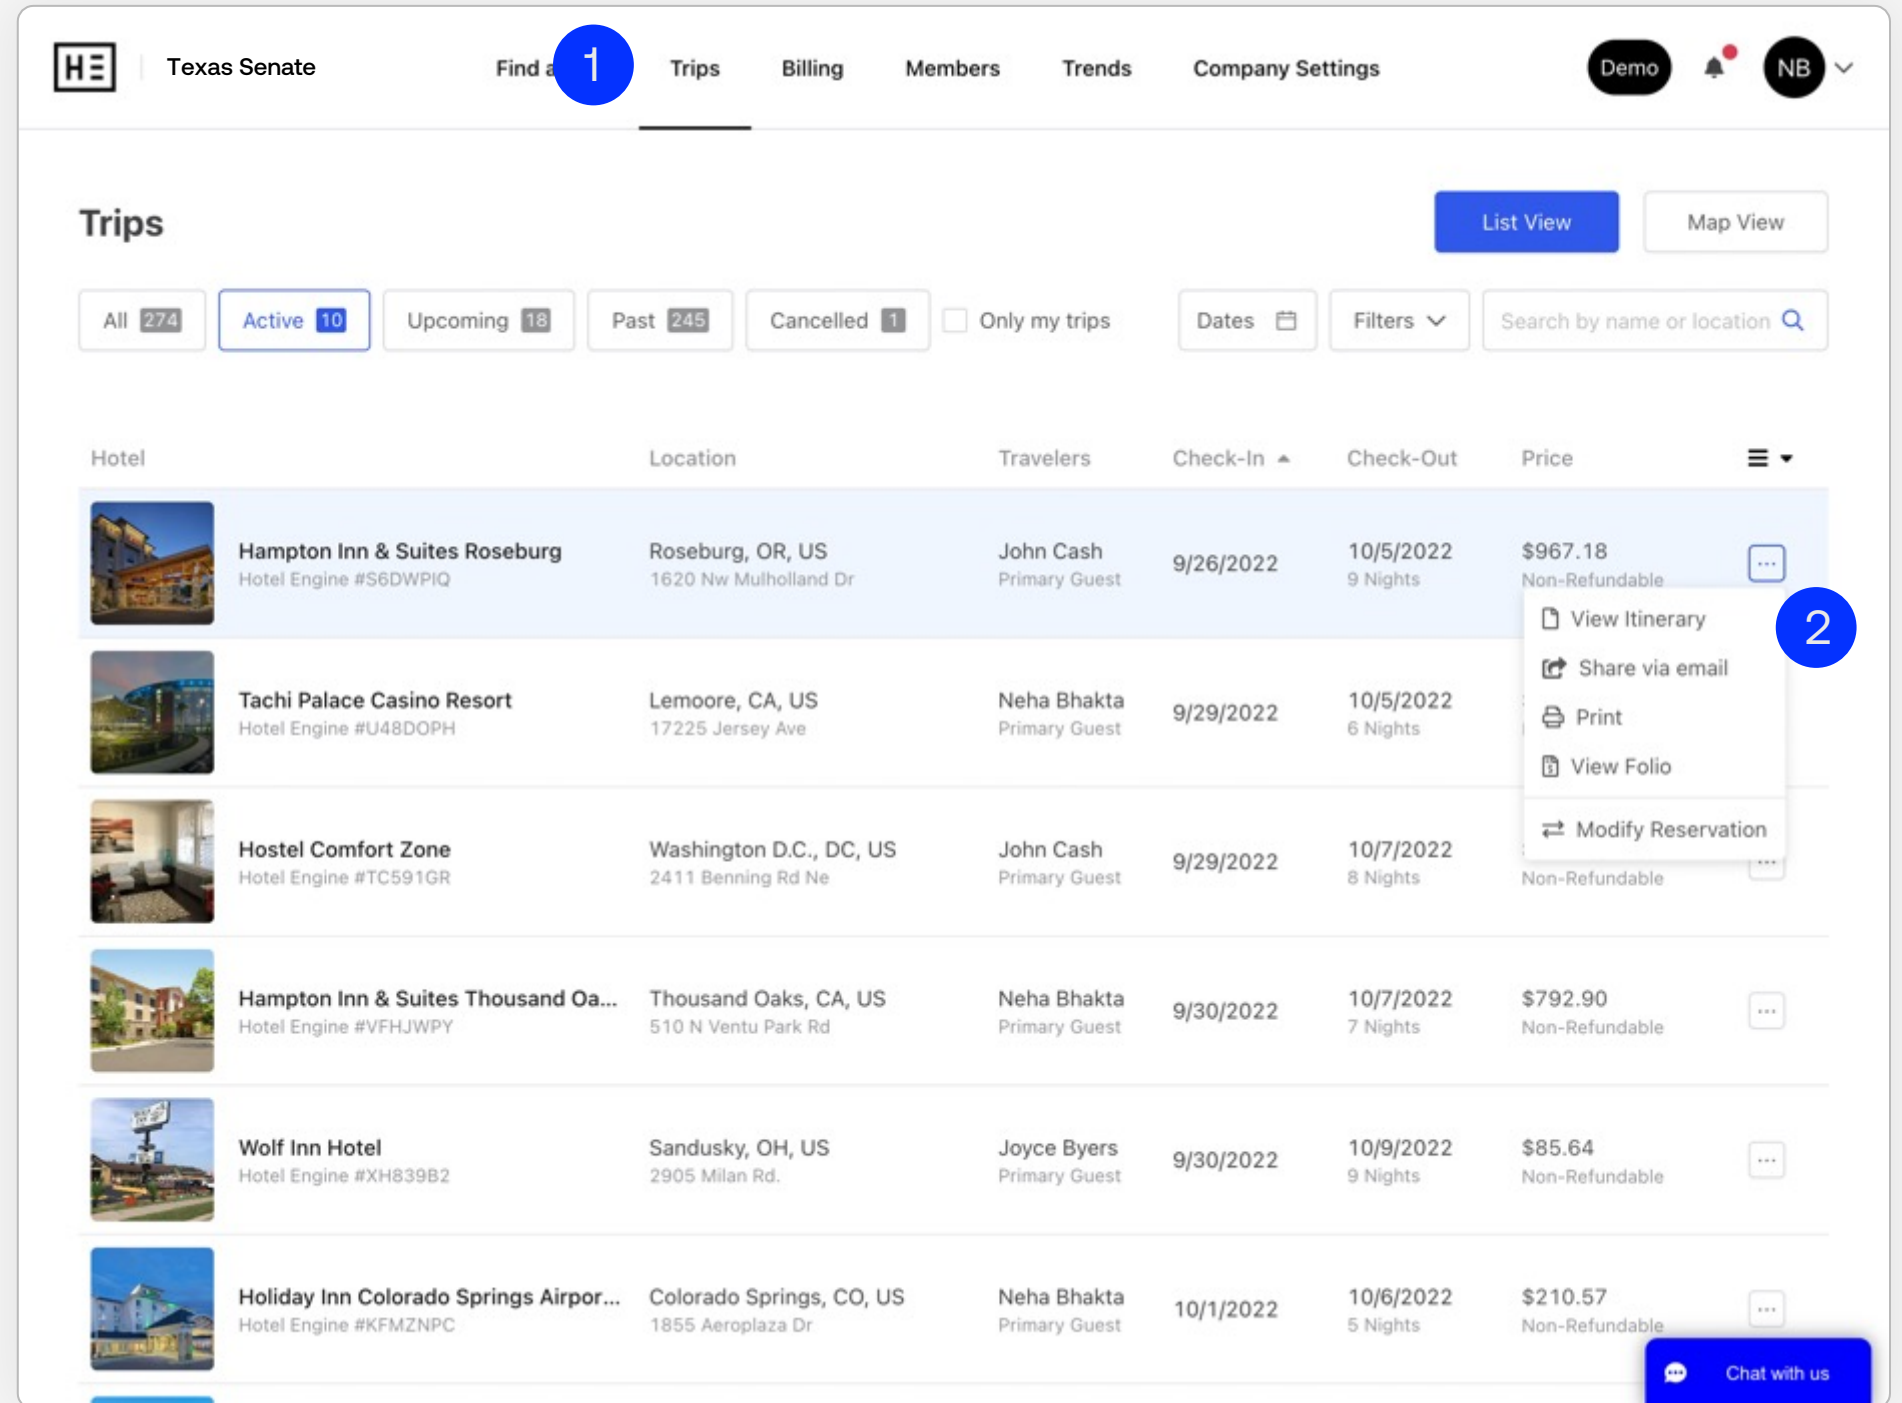 HE Texas Senate Find a 1 Trips Billing Members Trends Company Settings Demo NB
Trips List View Map View
All 274 Active 10 Upcoming 18 Past 245 Cancelled 1 Only my trips Dates Filters Search by name or location
Hotel Location Travelers Check-In Check-Out Price
Hampton Inn & Suites Roseburg Roseburg, OR, US John Cash 9/26/2022 10/5/2022 $967.18
Hotel Engine #S6DWPIQ 1620 Nw Mulholland Dr Primary Guest 9 Nights Non-Refundable
2
View Itinerary
Share via email
Print
View Folio
Modify Reservation
Tachi Palace Casino Resort Lemoore, CA, US Neha Bhakta 9/29/2022 10/5/2022
Hotel Engine #U48DOPH 17225 Jersey Ave Primary Guest 6 Nights
Hostel Comfort Zone Washington D.C., DC, US John Cash 9/29/2022 10/7/2022
Hotel Engine #TC591GR 2411 Benning Rd Ne Primary Guest 8 Nights Non-Refundable
Hampton Inn & Suites Thousand Oa... Thousand Oaks, CA, US Neha Bhakta 9/30/2022 10/7/2022 $792.90
Hotel Engine #VFHJWPY 510 N Ventu Park Rd Primary Guest 7 Nights Non-Refundable
Wolf Inn Hotel Sandusky, OH, US Joyce Byers 9/30/2022 10/9/2022 $85.64
Hotel Engine #XH839B2 2905 Milan Rd. Primary Guest 9 Nights Non-Refundable
Holiday Inn Colorado Springs Airpor... Colorado Springs, CO, US Neha Bhakta 10/1/2022 10/6/2022 $210.57
Hotel Engine #KFMZNPC 1855 Aeroplaza Dr Primary Guest 5 Nights Non-Refundable
Chat with us